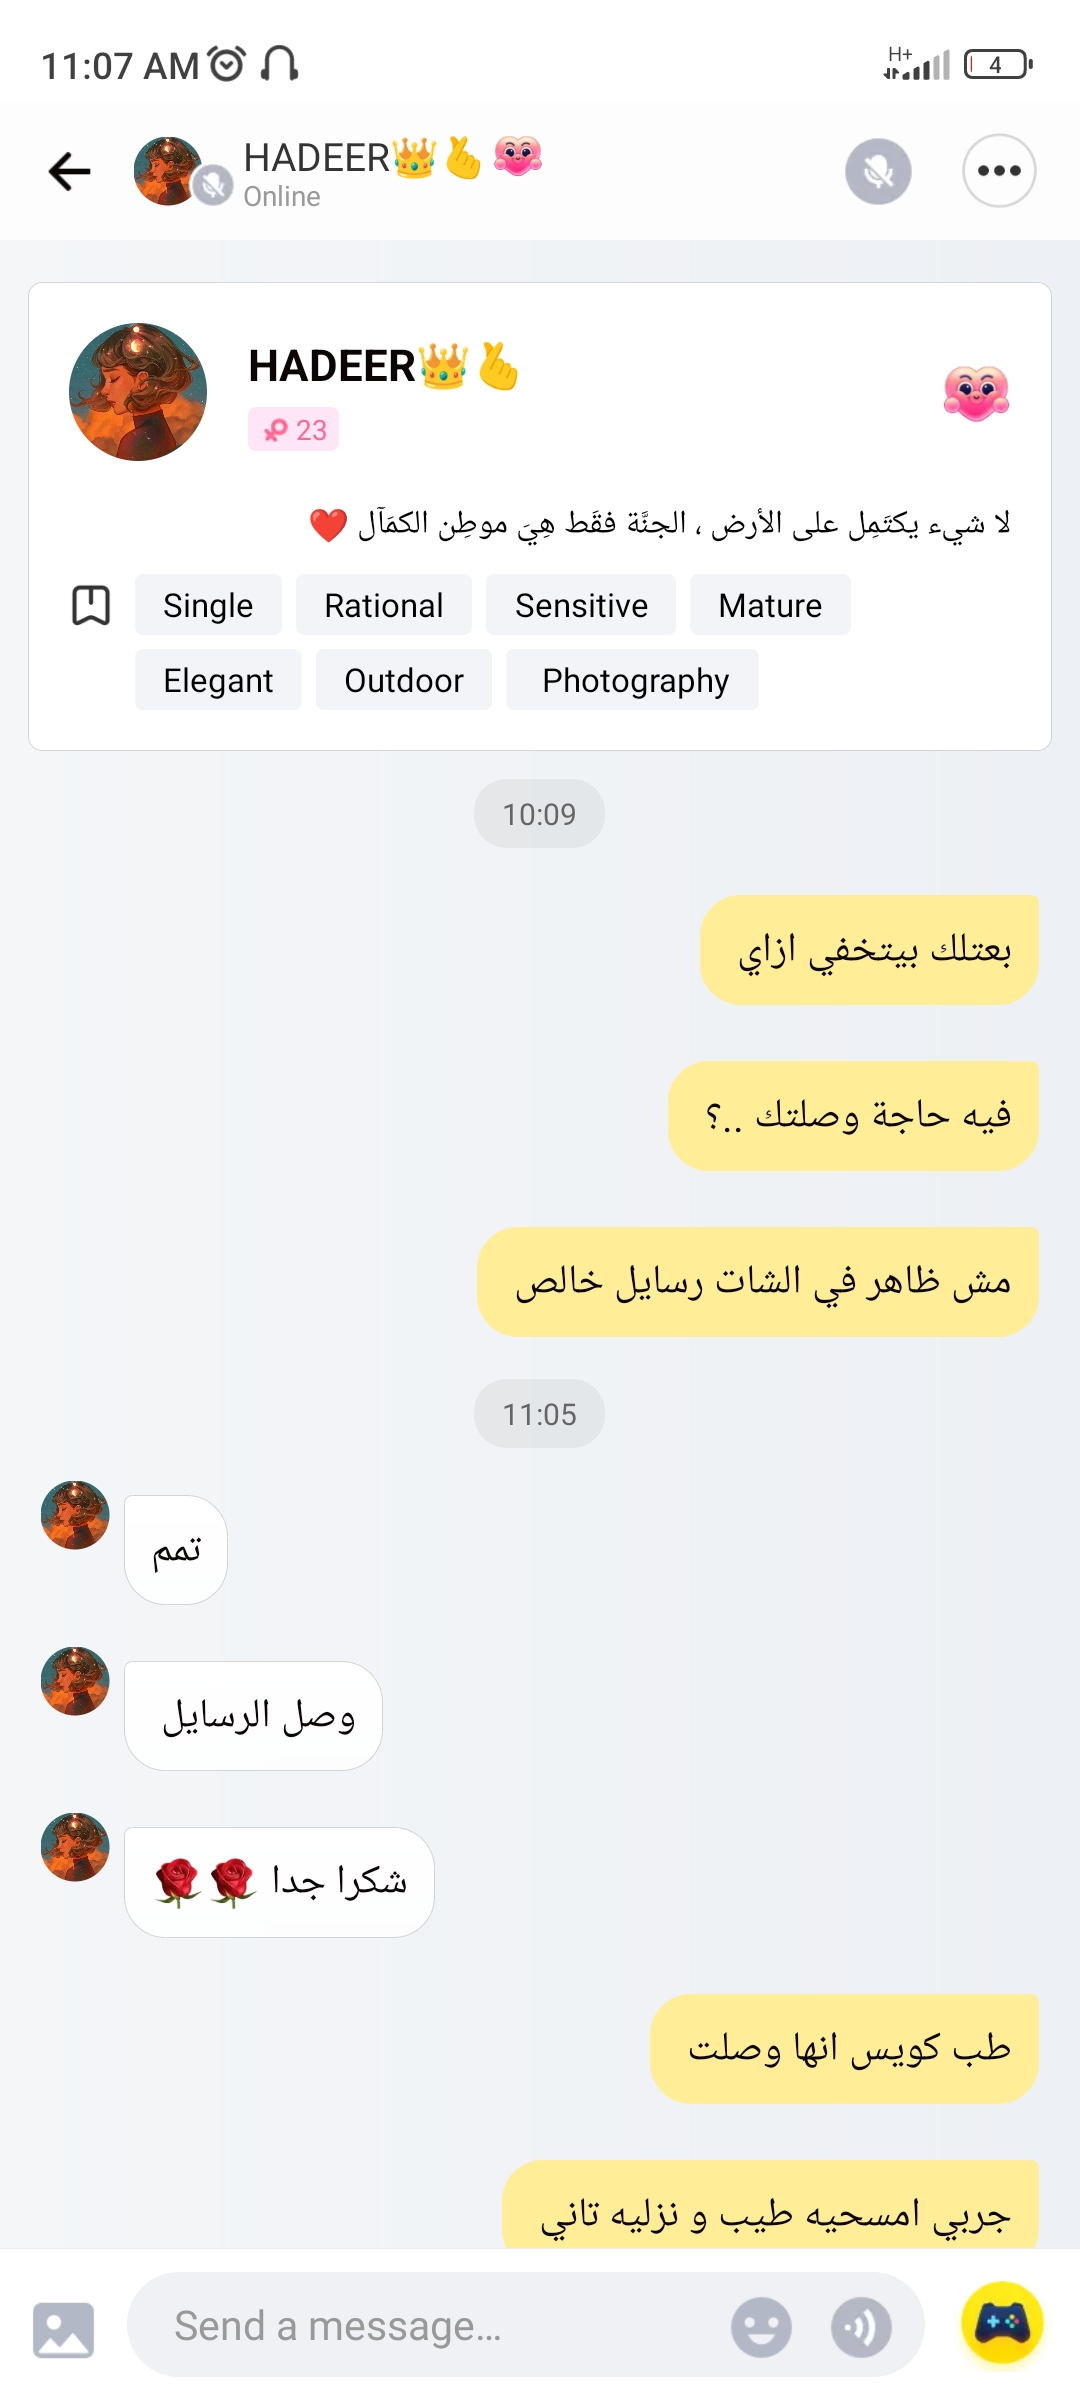 11:07 AM H+ 4
HADEER👑🫰
Online
HADEER👑🫰
23
لا شيء يكتَمِل على الأرض ، الجنَّة فقَط هِيَ موطِن الكمَآل ❤️
Single Rational Sensitive Mature
Elegant Outdoor Photography
10:09
بعتلك بيتخفي ازاي
فيه حاجة وصلتك ..؟
مش ظاهر في الشات رسايل خالص
11:05
تمم
وصل الرسايل
شكرا جدا 🌹🌹
طب كويس انها وصلت
جربي امسحيه طيب و نزليه تاني
Send a message...